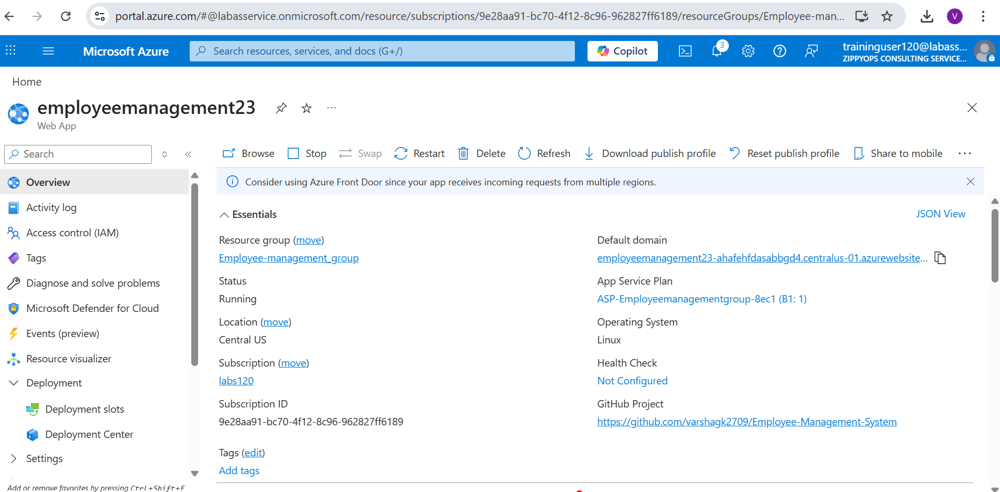 portal.azure.com/#@labasservice.onmicrosoft.com/resource/subscriptions/9e28aa91-bc70-4f12-8c96-962827ff6189/resourceGroups/Employee-man...
V
Microsoft Azure
Search resources, services, and docs (G+/)
Copilot
3
traininguser120@labass...
ZIPPYOPS CONSULTING SERVICE...
Home
employeemanagement23
Web App
Search
Browse Stop Swap Restart Delete Refresh Download publish profile Reset publish profile Share to mobile
Consider using Azure Front Door since your app receives incoming requests from multiple regions.
Overview
Activity log
Access control (IAM)
Tags
Diagnose and solve problems
Microsoft Defender for Cloud
Events (preview)
Resource visualizer
Deployment
Deployment slots
Deployment Center
Settings
Add or remove favorites by pressing Ctrl+Shift+F
Essentials
JSON View
Resource group (move)
Employee-management_group
Status
Running
Location (move)
Central US
Subscription (move)
labs120
Subscription ID
9e28aa91-bc70-4f12-8c96-962827ff6189
Tags (edit)
Add tags
Default domain
employeemanagement23-ahafehfdasabbgd4.centralus-01.azurewebsite...
App Service Plan
ASP-Employeemanagementgroup-8ec1 (B1: 1)
Operating System
Linux
Health Check
Not Configured
GitHub Project
https://github.com/varshagk2709/Employee-Management-System